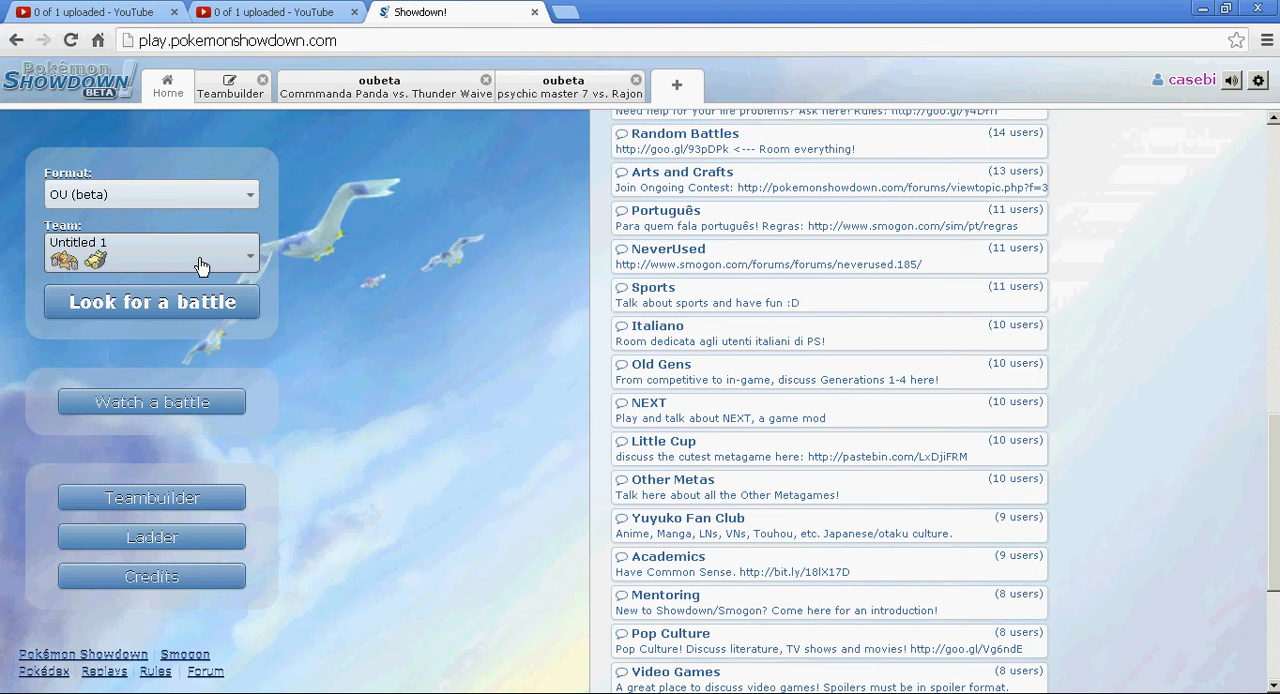 0 of 1 uploaded - YouTube
0 of 1 uploaded - YouTube
Showdown!
play.pokemonshowdown.com
Pokémon
SHOWDOWN
BETA
Home
Teambuilder
oubeta
Commmanda Panda vs. Thunder Waive
oubeta
psychic master 7 vs. Rajon
+
casebi
Format:
OU (beta)
Team:
Untitled 1
Look for a battle
Watch a battle
Teambuilder
Ladder
Credits
Pokémon Showdown | Smogon
Pokédex | Replays | Rules | Forum
Need help for your life problems? Ask here! Rules: http://goo.gl/y4DrrI
Random Battles (14 users)
http://goo.gl/93pDPk <--- Room everything!
Arts and Crafts (13 users)
Join Ongoing Contest: http://pokemonshowdown.com/forums/viewtopic.php?f=3
Português (11 users)
Para quem fala português! Regras: http://www.smogon.com/sim/pt/regras
NeverUsed (11 users)
http://www.smogon.com/forums/forums/neverused.185/
Sports (11 users)
Talk about sports and have fun :D
Italiano (10 users)
Room dedicata agli utenti italiani di PS!
Old Gens (10 users)
From competitive to in-game, discuss Generations 1-4 here!
NEXT (10 users)
Play and talk about NEXT, a game mod
Little Cup (10 users)
discuss the cutest metagame here: http://pastebin.com/LxDjiFRM
Other Metas (10 users)
Talk here about all the Other Metagames!
Yuyuko Fan Club (9 users)
Anime, Manga, LNs, VNs, Touhou, etc. Japanese/otaku culture.
Academics (9 users)
Have Common Sense. http://bit.ly/18lX17D
Mentoring (8 users)
New to Showdown/Smogon? Come here for an introduction!
Pop Culture (8 users)
Pop Culture! Discuss literature, TV shows and movies! http://goo.gl/Vg6ndE
Video Games (8 users)
A great place to discuss video games! Spoilers must be in spoiler format.